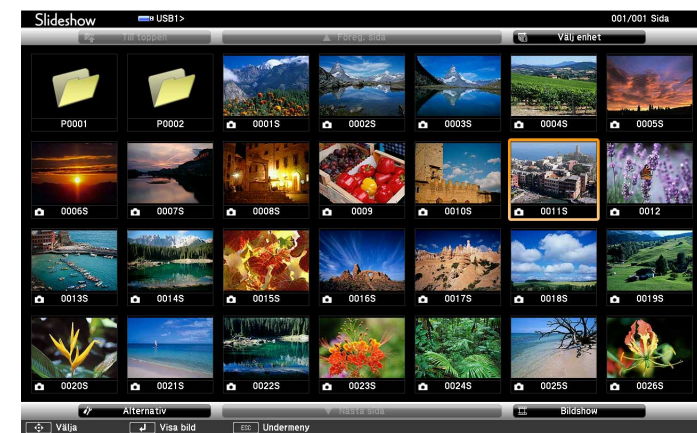 Slideshow USB1> 001/001 Sida
Till toppen Föreg. sida Välj enhet
P0001 P0002 0001S 0002S 0003S 0004S 0005S
0006S 0007S 0008S 0009 0010S 0011S 0012
0013S 0014S 0015S 0016S 0017S 0018S 0019S
0020S 0021S 0022S 0023S 0024S 0025S 0026S
Alternativ Nästa sida Bildshow
Välja Visa bild ESC Undermeny